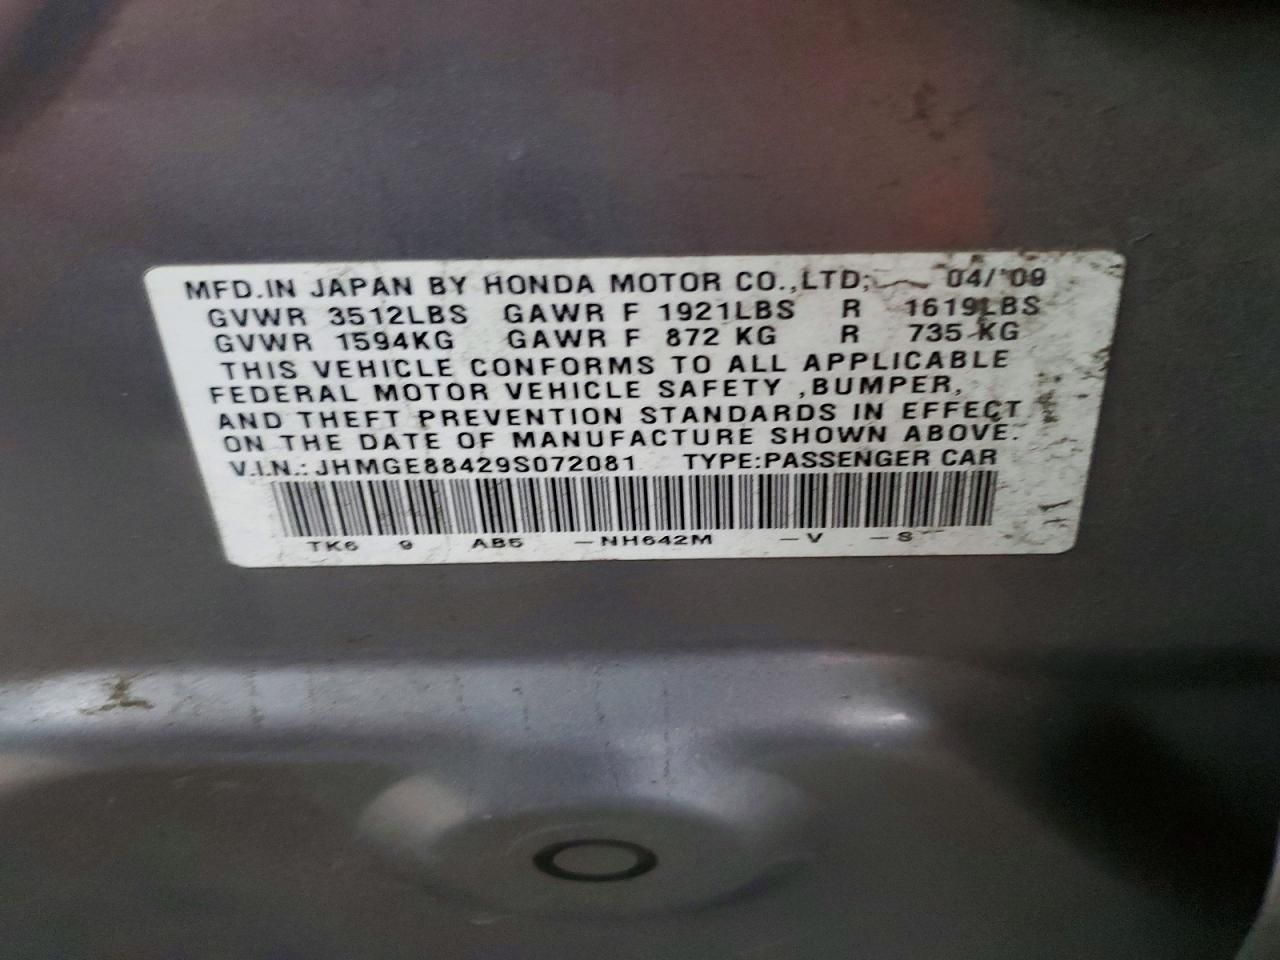 MFD.IN JAPAN BY HONDA MOTOR CO.,LTD; 04/'09
GVWR 3512LBS GAWR F 1921LBS R 1619LBS
GVWR 1594KG GAWR F 872 KG R 735 KG
THIS VEHICLE CONFORMS TO ALL APPLICABLE
FEDERAL MOTOR VEHICLE SAFETY ,BUMPER,
AND THEFT PREVENTION STANDARDS IN EFFECT
ON THE DATE OF MANUFACTURE SHOWN ABOVE.
V.I.N.: JHMGE88429S072081 TYPE:PASSENGER CAR
TK6 9 AB5 -NH642M -V -S